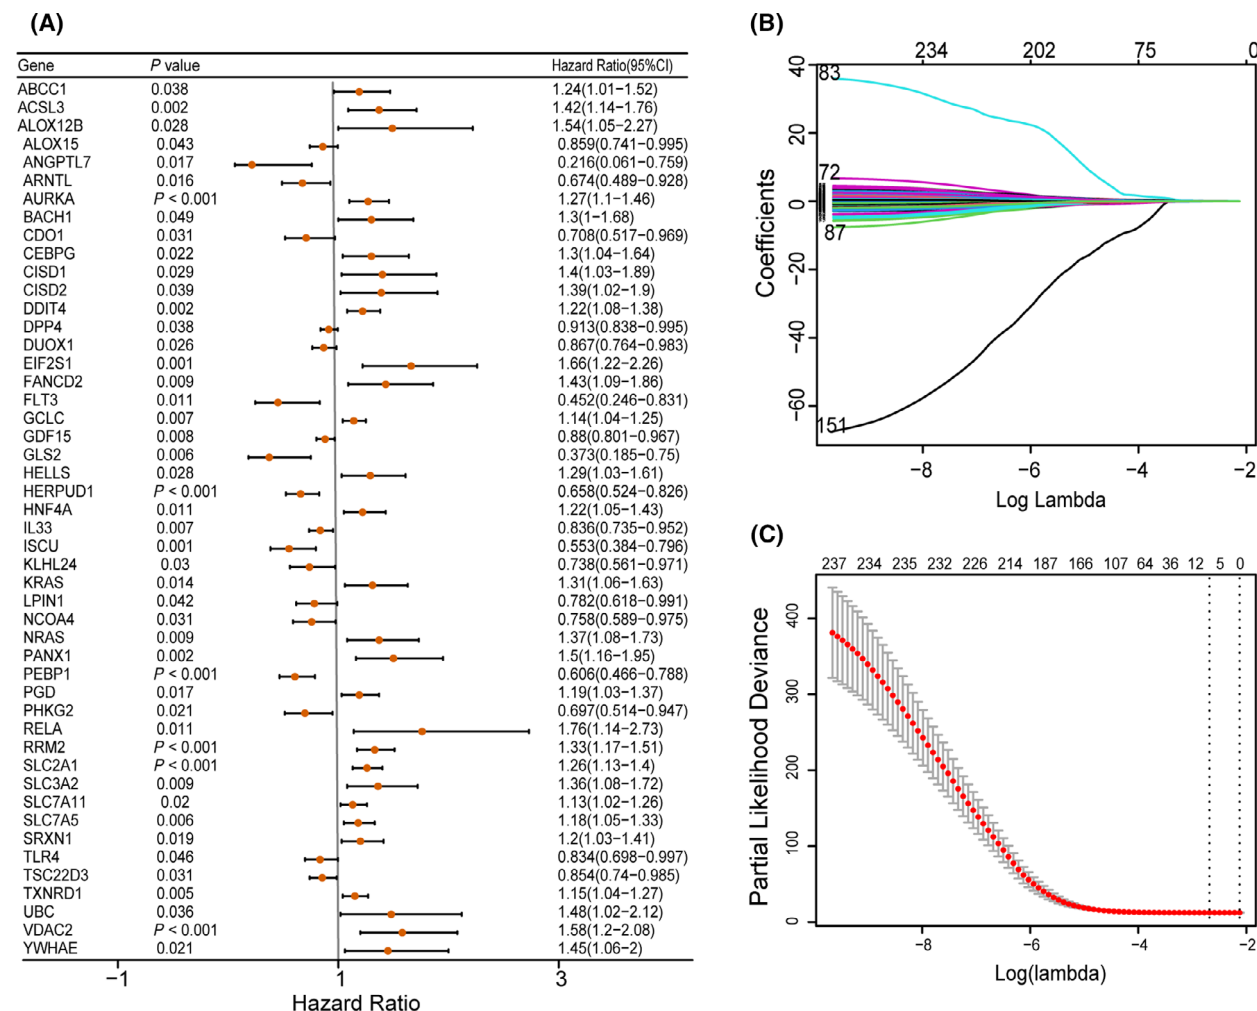 (A)
Gene P value Hazard Ratio(95%CI)
ABCC1 0.038 1.24(1.01−1.52)
ACSL3 0.002 1.42(1.14−1.76)
ALOX12B 0.028 1.54(1.05−2.27)
ALOX15 0.043 0.859(0.741−0.995)
ANGPTL7 0.017 0.216(0.061−0.759)
ARNTL 0.016 0.674(0.489−0.928)
AURKA P < 0.001 1.27(1.1−1.46)
BACH1 0.049 1.3(1−1.68)
CDO1 0.031 0.708(0.517−0.969)
CEBPG 0.022 1.3(1.04−1.64)
CISD1 0.029 1.4(1.03−1.89)
CISD2 0.039 1.39(1.02−1.9)
DDIT4 0.002 1.22(1.08−1.38)
DPP4 0.038 0.913(0.838−0.995)
DUOX1 0.026 0.867(0.764−0.983)
EIF2S1 0.001 1.66(1.22−2.26)
FANCD2 0.009 1.43(1.09−1.86)
FLT3 0.011 0.452(0.246−0.831)
GCLC 0.007 1.14(1.04−1.25)
GDF15 0.008 0.88(0.801−0.967)
GLS2 0.006 0.373(0.185−0.75)
HELLS 0.028 1.29(1.03−1.61)
HERPUD1 P < 0.001 0.658(0.524−0.826)
HNF4A 0.011 1.22(1.05−1.43)
IL33 0.007 0.836(0.735−0.952)
ISCU 0.001 0.553(0.384−0.796)
KLHL24 0.03 0.738(0.561−0.971)
KRAS 0.014 1.31(1.06−1.63)
LPIN1 0.042 0.782(0.618−0.991)
NCOA4 0.031 0.758(0.589−0.975)
NRAS 0.009 1.37(1.08−1.73)
PANX1 0.002 1.5(1.16−1.95)
PEBP1 P < 0.001 0.606(0.466−0.788)
PGD 0.017 1.19(1.03−1.37)
PHKG2 0.021 0.697(0.514−0.947)
RELA 0.011 1.76(1.14−2.73)
RRM2 P < 0.001 1.33(1.17−1.51)
SLC2A1 P < 0.001 1.26(1.13−1.4)
SLC3A2 0.009 1.36(1.08−1.72)
SLC7A11 0.02 1.13(1.02−1.26)
SLC7A5 0.006 1.18(1.05−1.33)
SRXN1 0.019 1.2(1.03−1.41)
TLR4 0.046 0.834(0.698−0.997)
TSC22D3 0.031 0.854(0.74−0.985)
TXNRD1 0.005 1.15(1.04−1.27)
UBC 0.036 1.48(1.02−2.12)
VDAC2 P < 0.001 1.58(1.2−2.08)
YWHAE 0.021 1.45(1.06−2)
−1 1 3
Hazard Ratio
(B)
234 202 75 0
40
20
0
−20
−40
−60
Coefficients
83
72
87
151
−8 −6 −4 −2
Log Lambda
(C)
237 234 235 232 226 214 187 166 107 64 36 12 5 0
400
300
200
100
0
Partial Likelihood Deviance
−8 −6 −4 −2
Log(lambda)